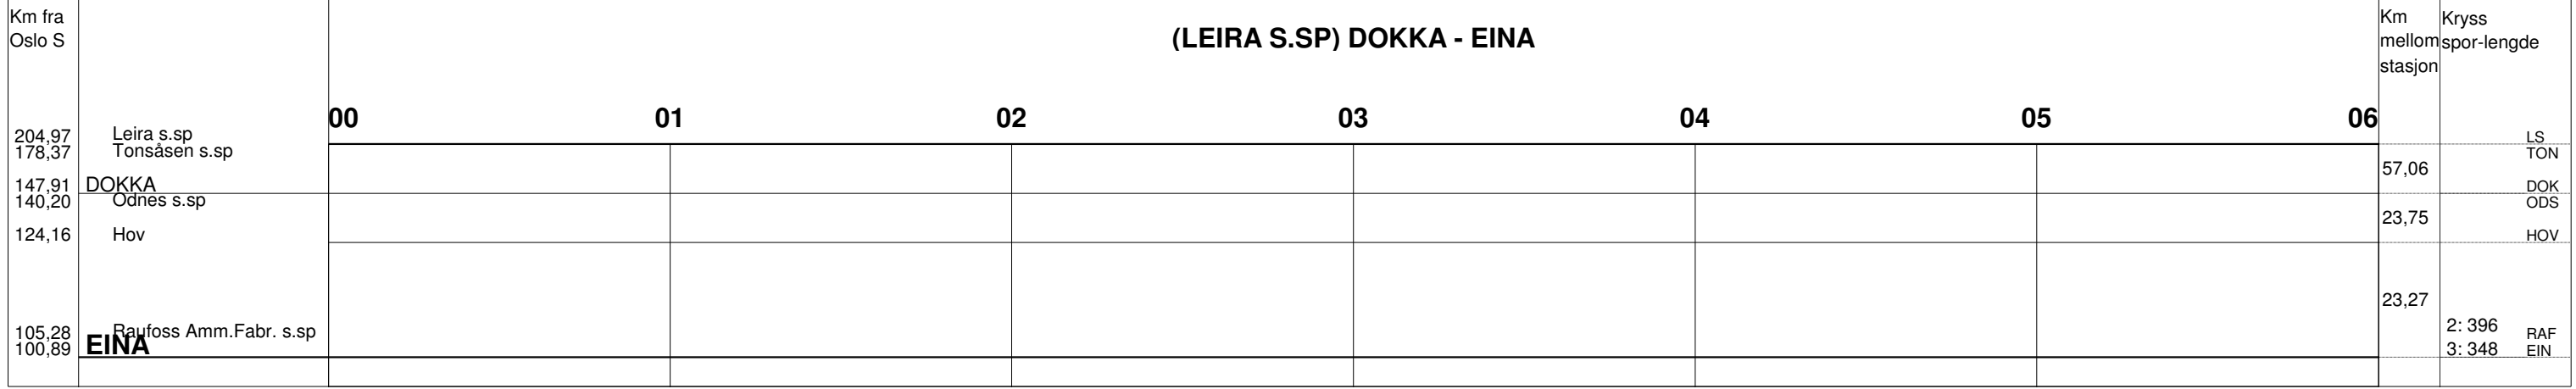 Km fra
Oslo S
(LEIRA S.SP) DOKKA - EINA
Km
mellom
stasjon
Kryss
spor-lengde
00 01 02 03 04 05 06
204,97 Leira s.sp LS
178,37 Tonsåsen s.sp TON
57,06
147,91 DOKKA DOK
140,20 Odnes s.sp ODS
23,75
124,16 Hov HOV
23,27
105,28 Raufoss Amm.Fabr. s.sp 2: 396 RAF
100,89 EINA 3: 348 EIN